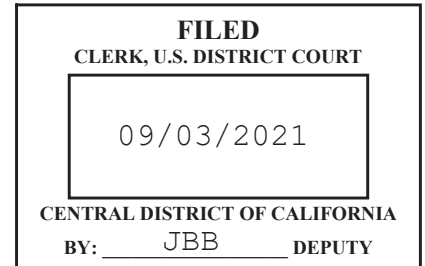 FILED
CLERK, U.S. DISTRICT COURT
09/03/2021
CENTRAL DISTRICT OF CALIFORNIA
BY: JBB DEPUTY